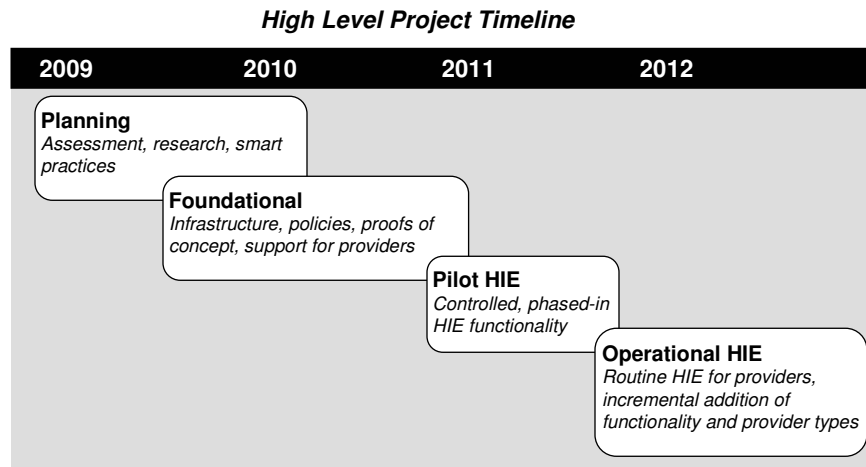 High Level Project Timeline
2009 2010 2011 2012
Planning
Assessment, research, smart
practices
Foundational
Infrastructure, policies, proofs of
concept, support for providers
Pilot HIE
Controlled, phased-in
HIE functionality
Operational HIE
Routine HIE for providers,
incremental addition of
functionality and provider types